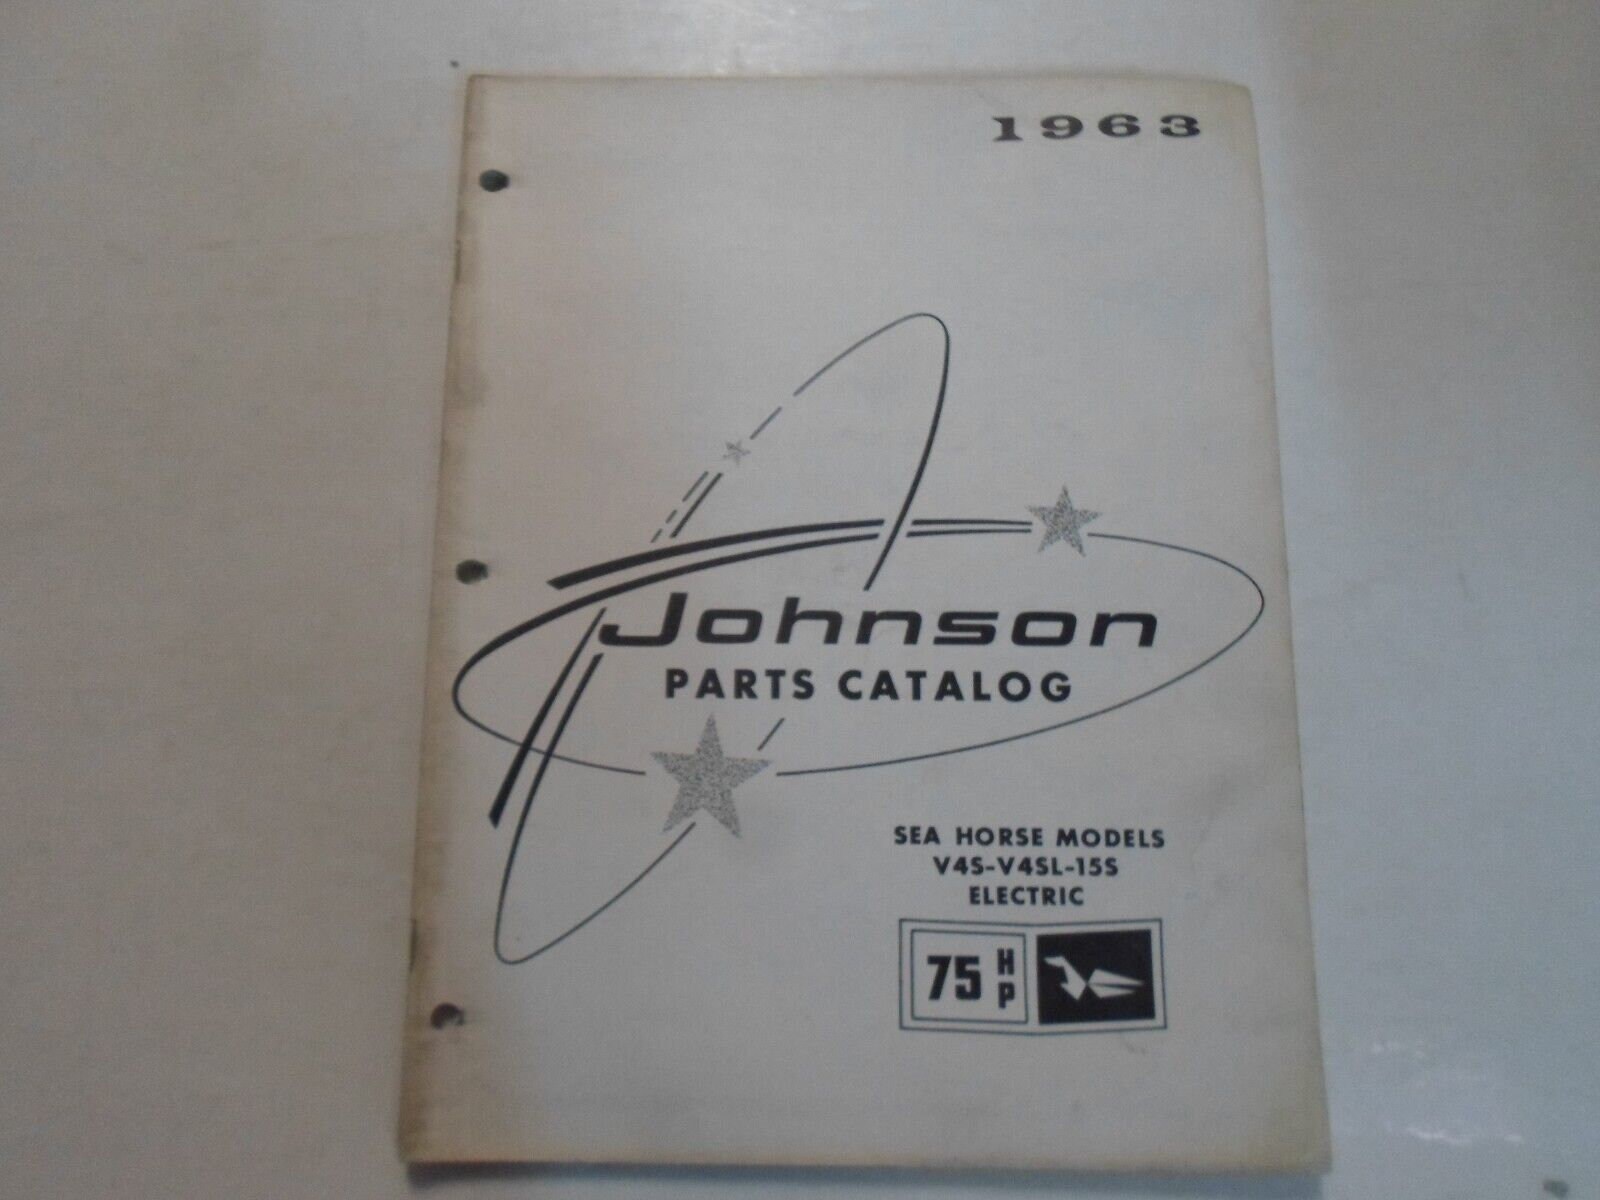 1963
Johnson
PARTS CATALOG
SEA HORSE MODELS
V4S-V4SL-15S
ELECTRIC
75 HP